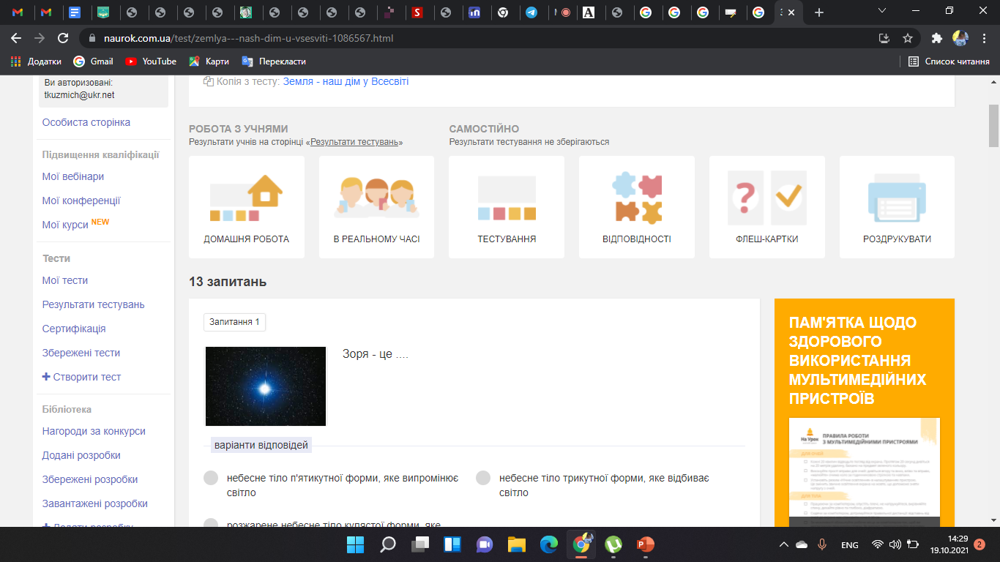 naurok.com.ua/test/zemlya---nash-dim-u-vsesviti-1086567.html
Додатки
Gmail
YouTube
Карти
Перекласти
Список читання
Ви авторизовані:
tkuzmich@ukr.net
Особиста сторінка
Підвищення кваліфікації
Мої вебінари
Мої конференції
Мої курси NEW
Тести
Мої тести
Результати тестувань
Сертифікація
Збережені тести
Створити тест
Бібліотека
Нагороди за конкурси
Додані розробки
Збережені розробки
Завантажені розробки
Додати розробку
Копія з тесту: Земля - наш дім у Всесвіті
РОБОТА З УЧНЯМИ
Результати учнів на сторінці «Результати тестувань»
САМОСТІЙНО
Результати тестування не зберігаються
ДОМАШНЯ РОБОТА
В РЕАЛЬНОМУ ЧАСІ
ТЕСТУВАННЯ
ВІДПОВІДНОСТІ
ФЛЕШ-КАРТКИ
РОЗДРУКУВАТИ
13 запитань
Запитання 1
Зоря - це ....
варіанти відповідей
небесне тіло п'ятикутної форми, яке випромінює
світло
небесне тіло трикутної форми, яке відбиває
світло
розжарене небесне тіло кулястої форми, яке
ПАМ'ЯТКА ЩОДО
ЗДОРОВОГО
ВИКОРИСТАННЯ
МУЛЬТИМЕДІЙНИХ
ПРИСТРОЇВ
На Урок
ПРАВИЛА РОБОТИ
З МУЛЬТИМЕДІЙНИМИ ПРИСТРОЯМИ
ENG
14:29
19.10.2021
2